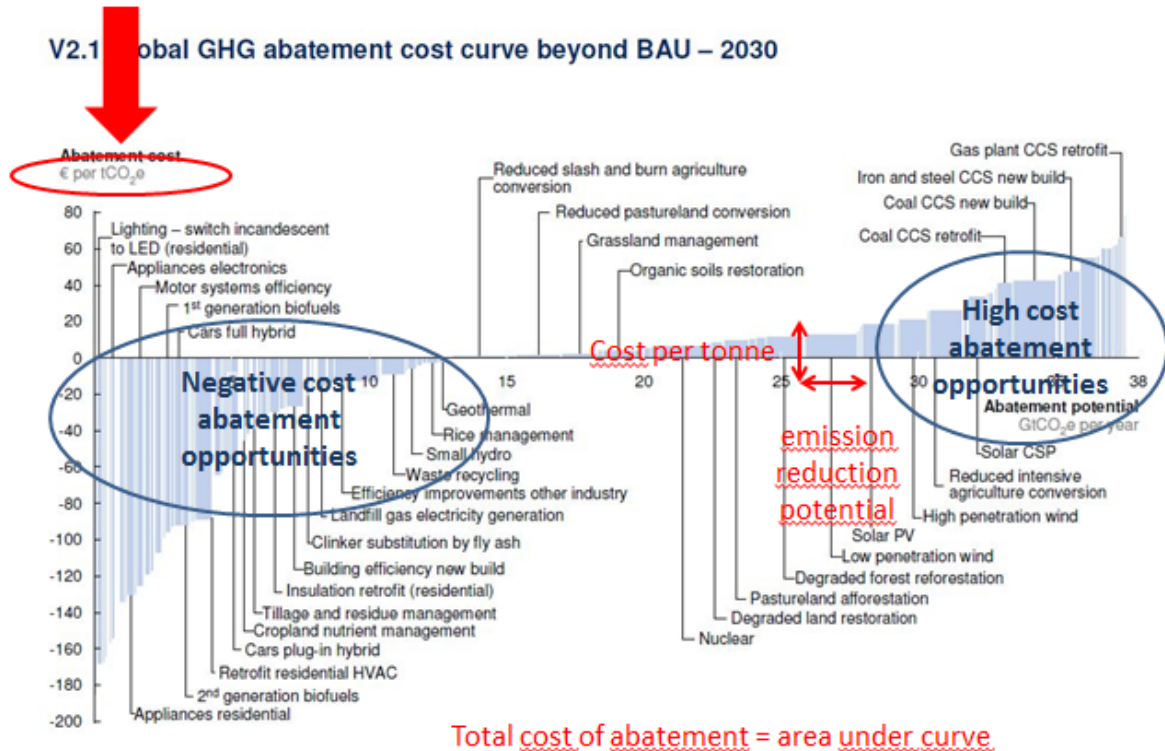 V2.1 obal GHG abatement cost curve beyond BAU – 2030
Abatement cost
€ per tCO2e
80
60
40
20
0
-20
-40
-60
-80
-100
-120
-140
-160
-180
-200
Lighting – switch incandescent
to LED (residential)
Appliances electronics
Motor systems efficiency
1st generation biofuels
Cars full hybrid
Reduced slash and burn agriculture
conversion
Reduced pastureland conversion
Grassland management
Organic soils restoration
Gas plant CCS retrofit
Iron and steel CCS new build
Coal CCS new build
Coal CCS retrofit
High cost
abatement
opportunities
Cost per tonne
Negative cost
abatement
opportunities
10
15
20
25
30
38
Abatement potential
GtCO2e per year
emission
reduction
potential
Geothermal
Rice management
Small hydro
Waste recycling
Efficiency improvements other industry
Landfill gas electricity generation
Clinker substitution by fly ash
Building efficiency new build
Insulation retrofit (residential)
Tillage and residue management
Cropland nutrient management
Cars plug-in hybrid
Retrofit residential HVAC
2nd generation biofuels
Appliances residential
Solar CSP
Reduced intensive
agriculture conversion
High penetration wind
Solar PV
Low penetration wind
Degraded forest reforestation
Pastureland afforestation
Degraded land restoration
Nuclear
Total cost of abatement = area under curve